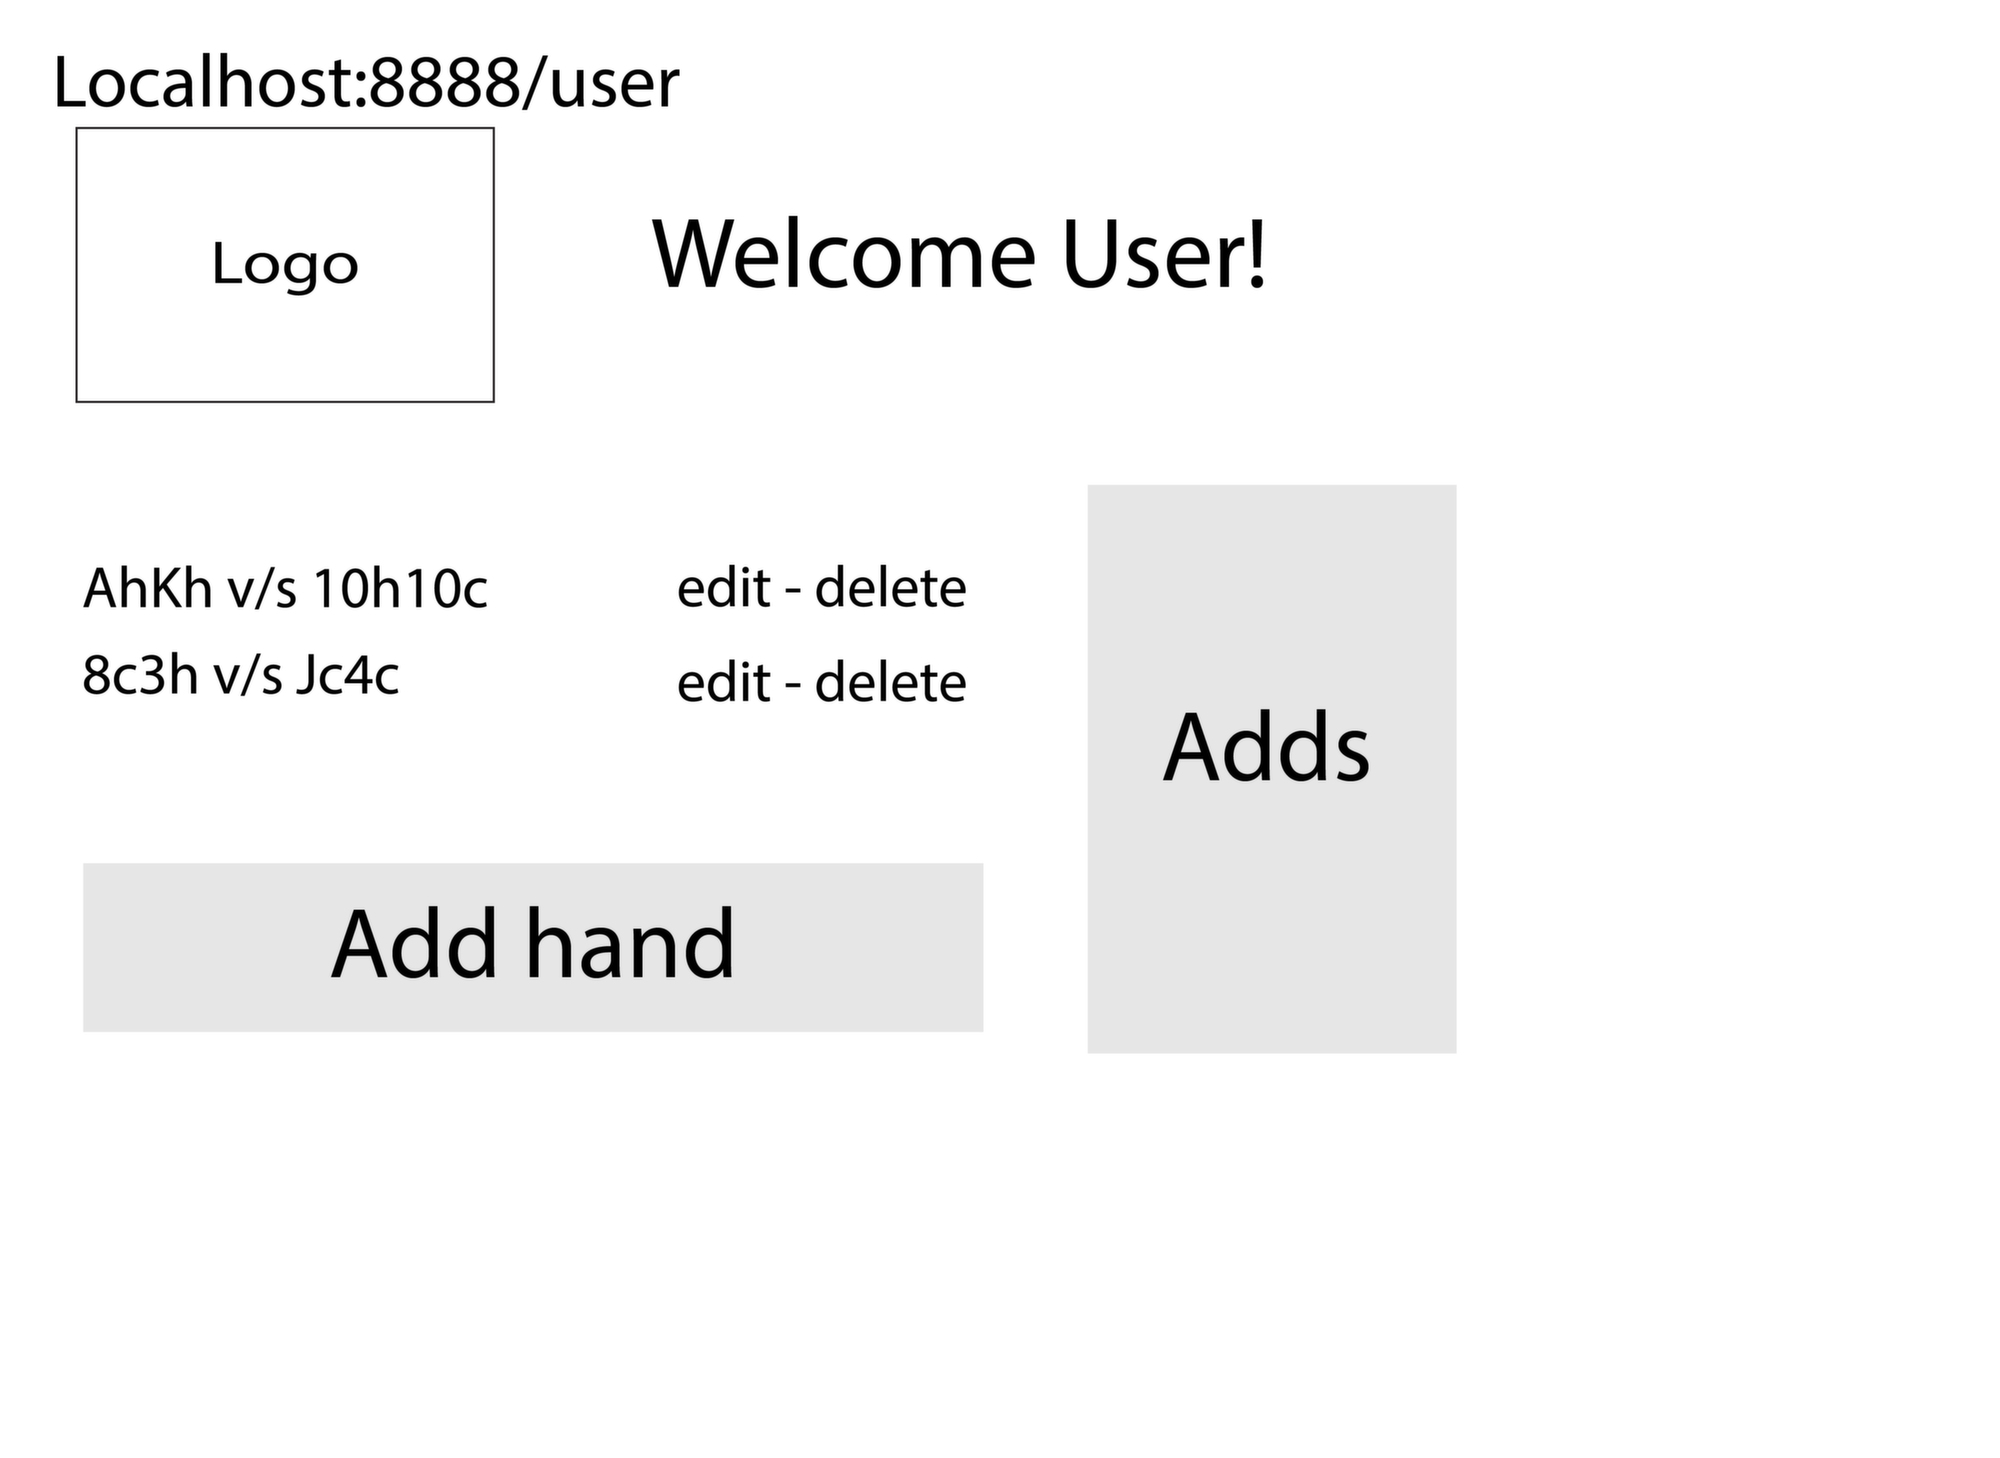 Localhost:8888/user
Logo
Welcome User!
AhKh v/s 10h10c
edit - delete
8c3h v/s Jc4c
edit - delete
Adds
Add hand